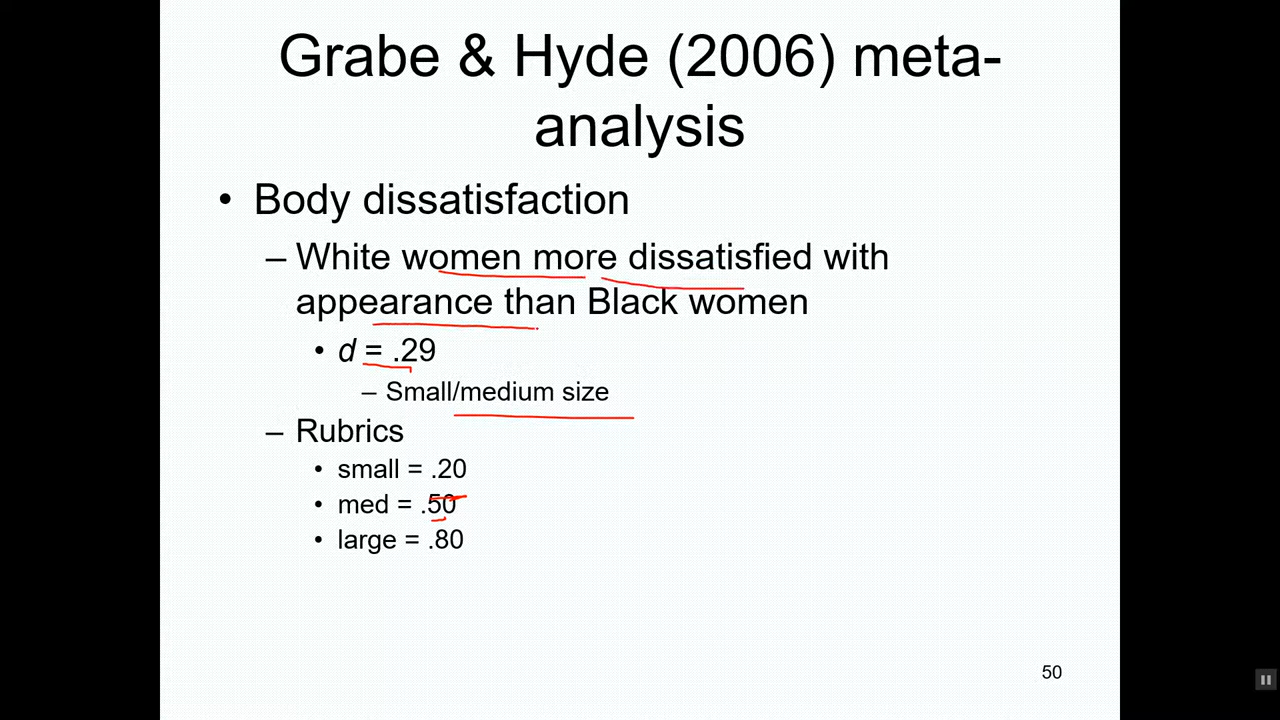 Grabe & Hyde (2006) meta-
analysis
• Body dissatisfaction
– White women more dissatisfied with
appearance than Black women
• d = .29
– Small/medium size
– Rubrics
• small = .20
• med = .50
• large = .80
50